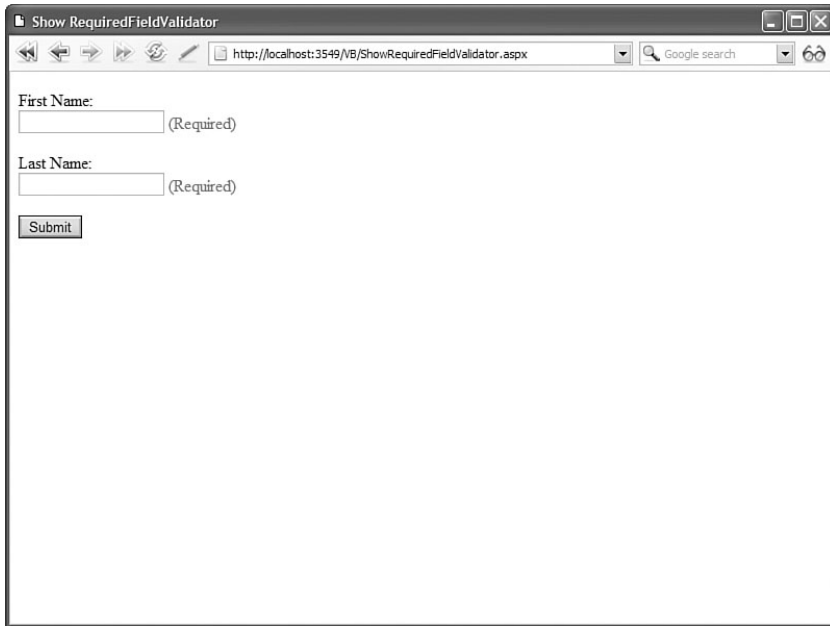 Show RequiredFieldValidator
http://localhost:3549/VB/ShowRequiredFieldValidator.aspx
Google search
First Name:
(Required)
Last Name:
(Required)
Submit